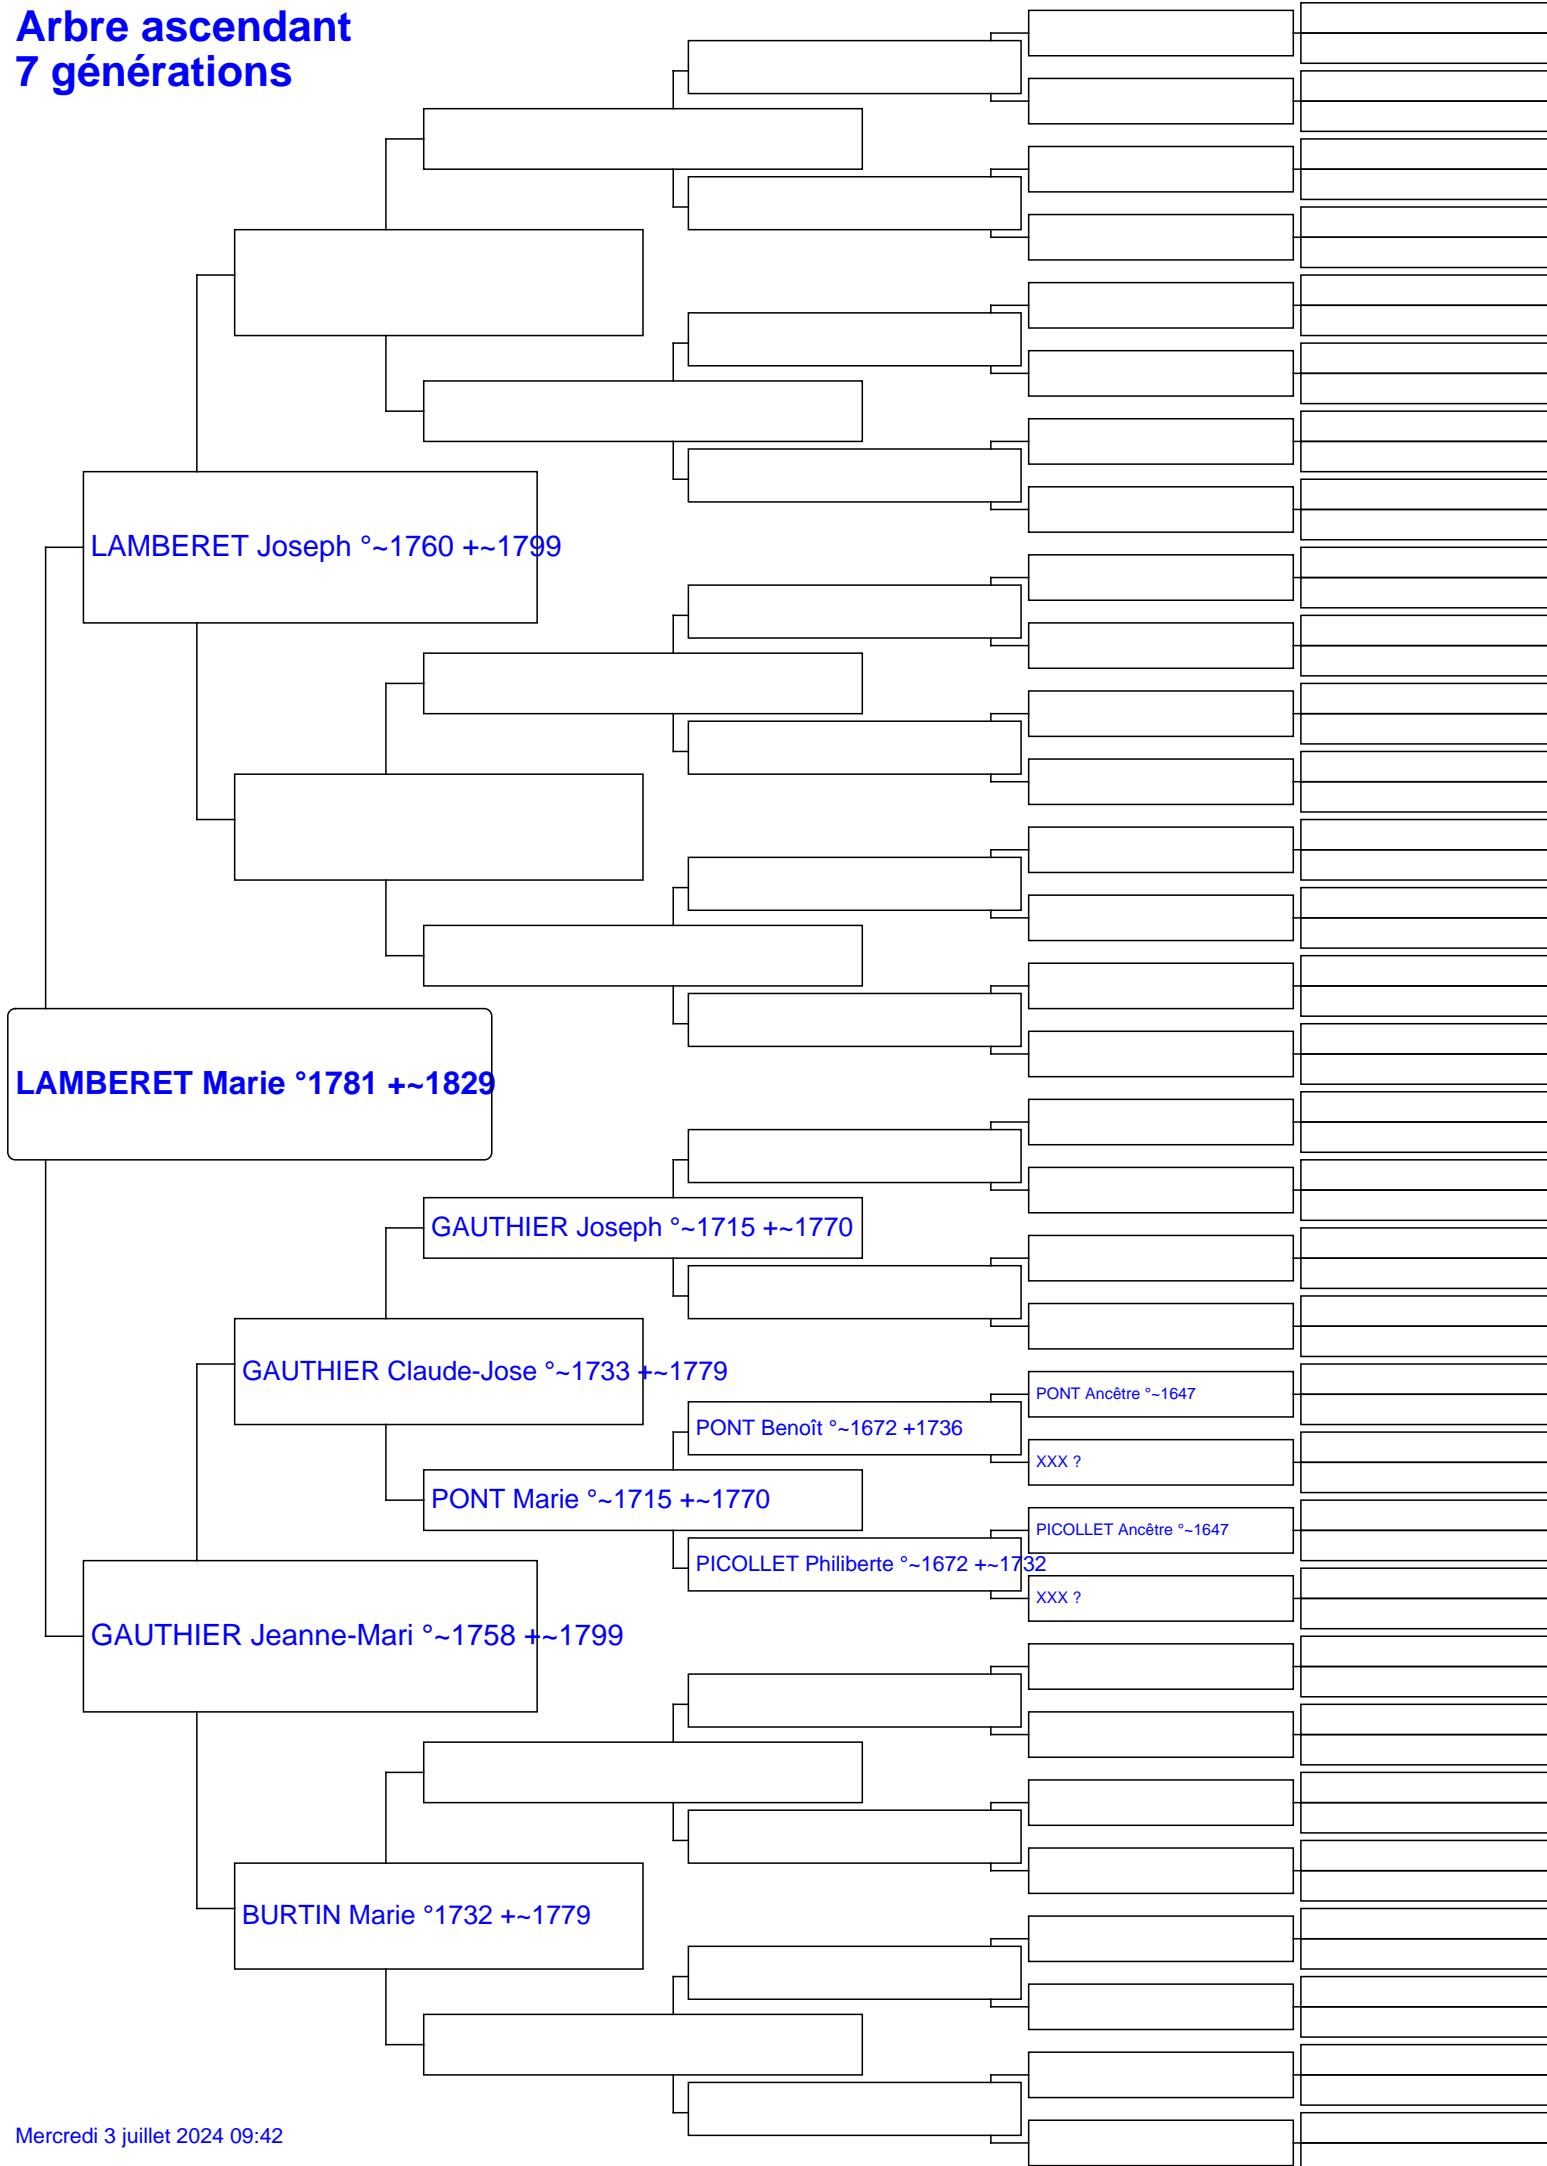 Arbre ascendant
7 générations
LAMBERET Joseph °~1760 +~1799
LAMBERET Marie °1781 +~1829
GAUTHIER Joseph °~1715 +~1770
GAUTHIER Claude-Jose °~1733 +~1779
PONT Ancêtre °~1647
PONT Benoît °~1672 +1736
XXX ?
PONT Marie °~1715 +~1770
PICOLLET Ancêtre °~1647
PICOLLET Philiberte °~1672 +~1732
XXX ?
GAUTHIER Jeanne-Mari °~1758 +~1799
BURTIN Marie °1732 +~1779
Mercredi 3 juillet 2024 09:42